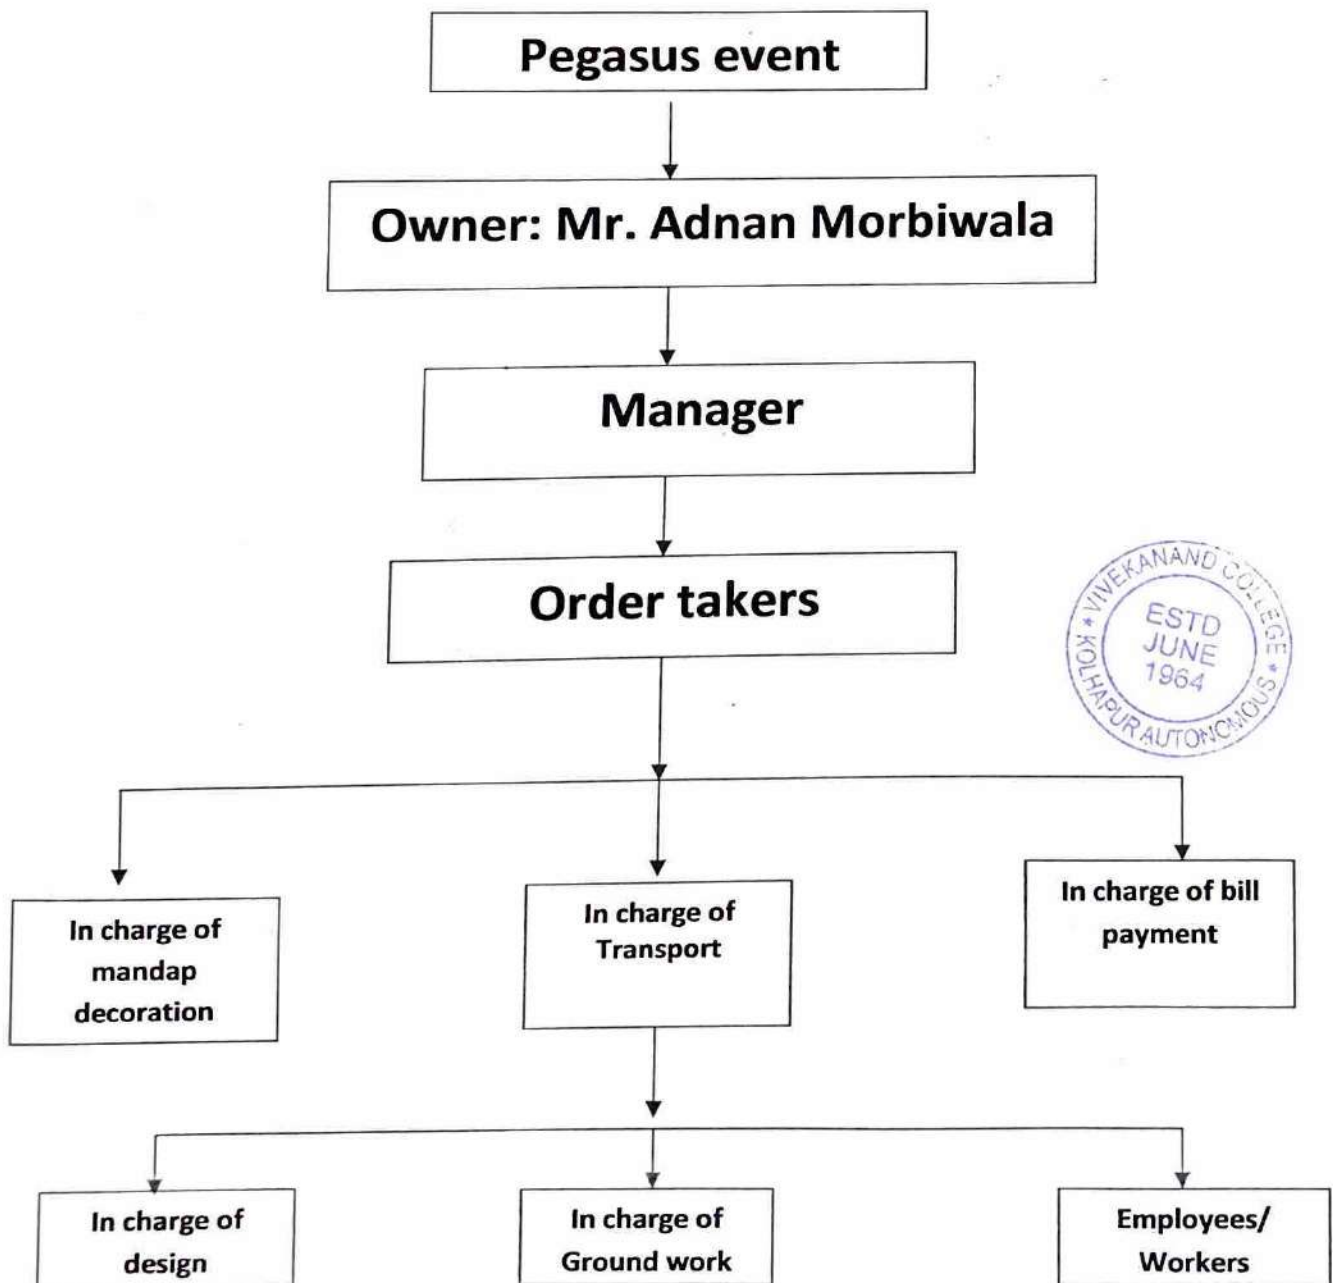 Pegasus event
Owner: Mr. Adnan Morbiwala
Manager
Order takers
VIVEKANAND COLLEGE
KOLHAPUR AUTONOMOUS
ESTD
JUNE
1964
In charge of
mandap
decoration
In charge of
Transport
In charge of bill
payment
In charge of
design
In charge of
Ground work
Employees/
Workers